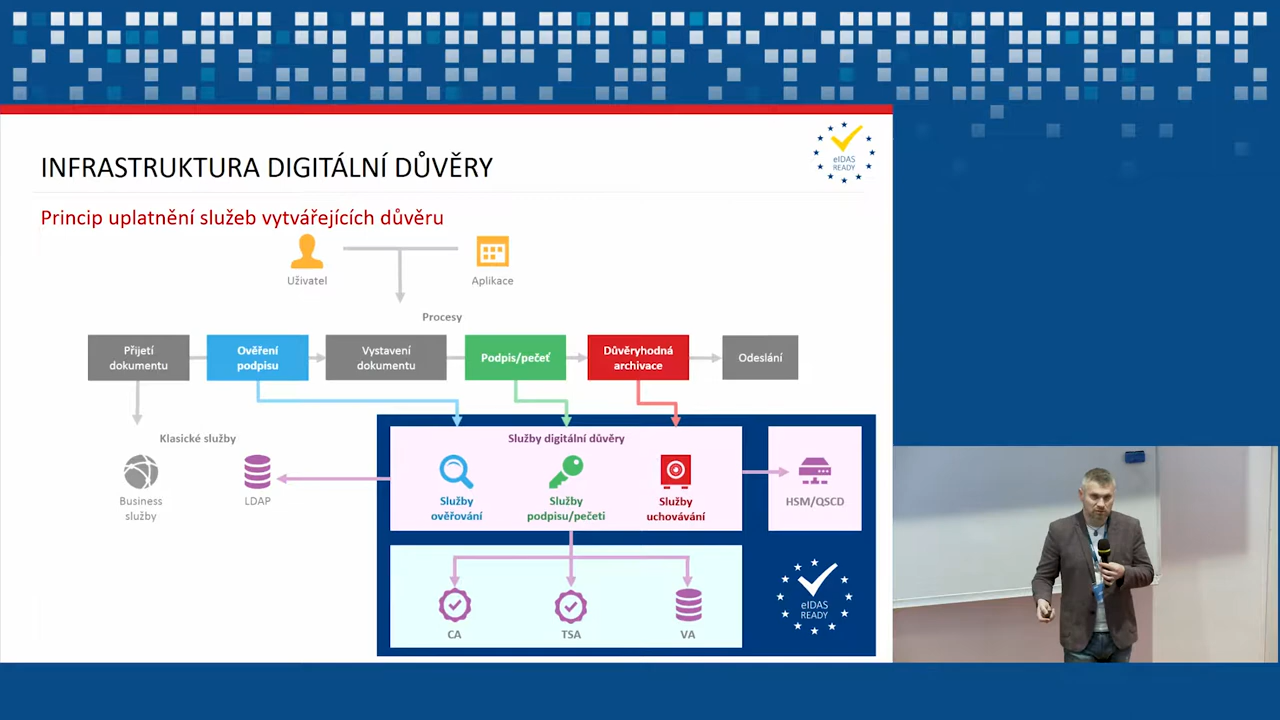 INFRASTRUKTURA DIGITÁLNÍ DŮVĚRY
eIDAS
READY
Princip uplatnění služeb vytvářejících důvěru
Uživatel
Aplikace
Procesy
Přijetí
dokumentu
Ověření
podpisu
Vystavení
dokumentu
Podpis/pečeť
Důvěryhodná
archivace
Odeslání
Klasické služby
Služby digitální důvěry
Business
služby
LDAP
Služby
ověřování
Služby
podpisu/pečeti
Služby
uchovávání
HSM/QSCD
CA
TSA
VA
eIDAS
READY